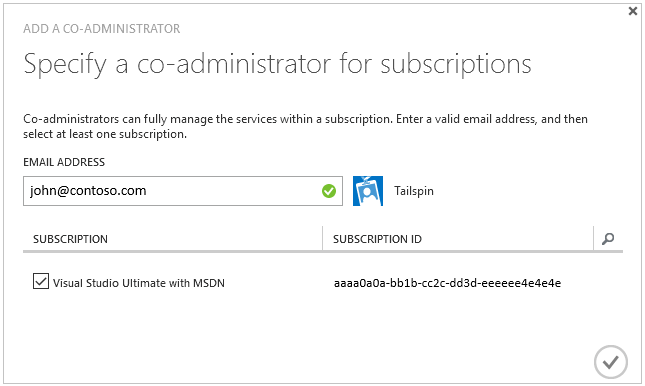 ADD A CO-ADMINISTRATOR
Specify a co-administrator for subscriptions
Co-administrators can fully manage the services within a subscription. Enter a valid email address, and then
select at least one subscription.
EMAIL ADDRESS
john@contoso.com Tailspin
SUBSCRIPTION SUBSCRIPTION ID
Visual Studio Ultimate with MSDN aaaa0a0a-bb1b-cc2c-dd3d-eeeeee4e4e4e